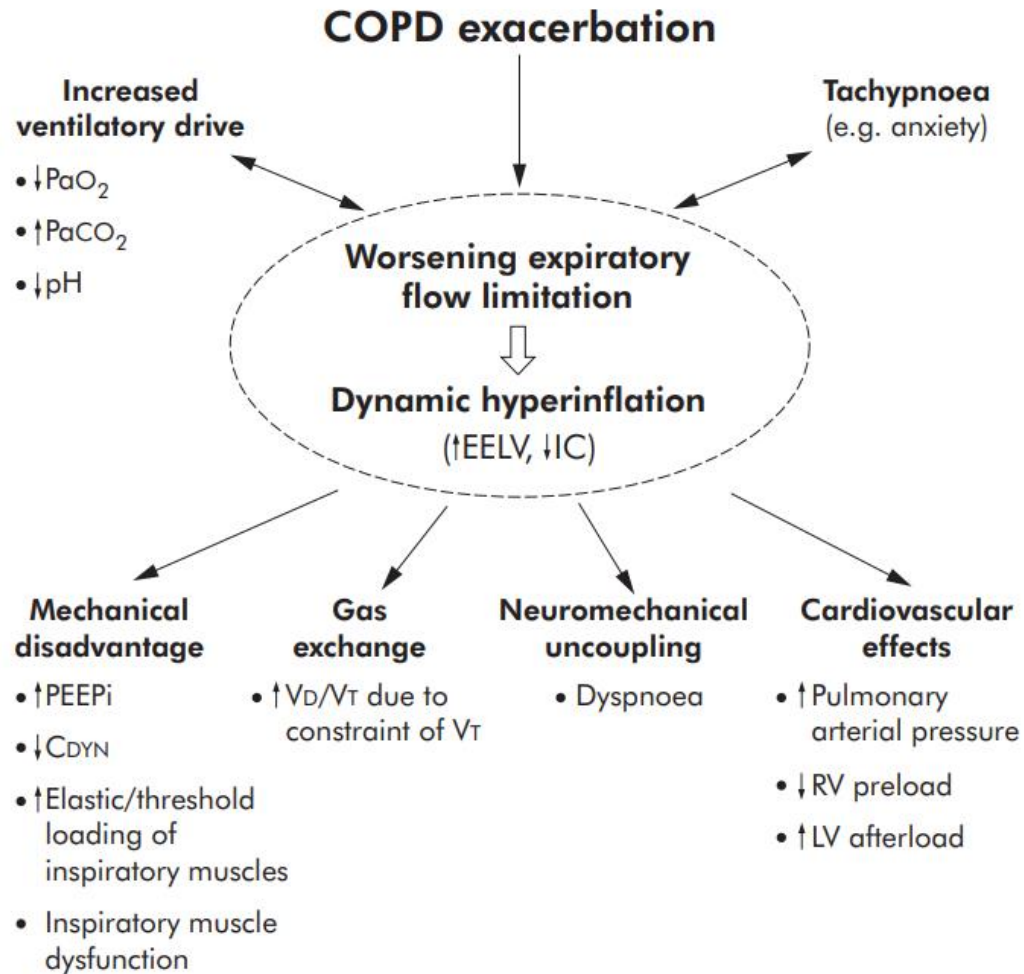 COPD exacerbation
Increased
ventilatory drive
• ↓PaO₂
• ↑PaCO₂
• ↓pH
Tachypnoea
(e.g. anxiety)
Worsening expiratory
flow limitation
Dynamic hyperinflation
(↑EELV, ↓IC)
Mechanical
disadvantage
• ↑PEEPi
• ↓CDYN
• ↑Elastic/threshold
loading of
inspiratory muscles
• Inspiratory muscle
dysfunction
Gas
exchange
• ↑VD/VT due to
constraint of VT
Neuromechanical
uncoupling
• Dyspnoea
Cardiovascular
effects
• ↑Pulmonary
arterial pressure
• ↓RV preload
• ↑LV afterload